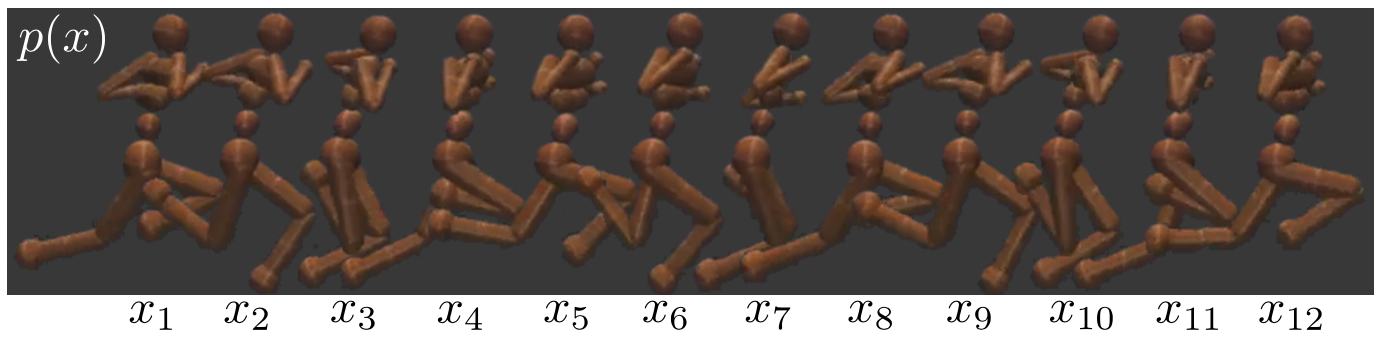 p(x)
x₁ x₂ x₃ x₄ x₅ x₆ x₇ x₈ x₉ x₁₀ x₁₁ x₁₂